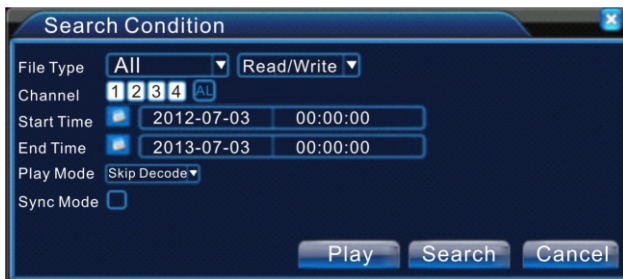 Search Condition
File Type All Read/Write
Channel 1 2 3 4 AL
Start Time 2012-07-03 00:00:00
End Time 2013-07-03 00:00:00
Play Mode Skip Decode
Sync Mode
Play Search Cancel